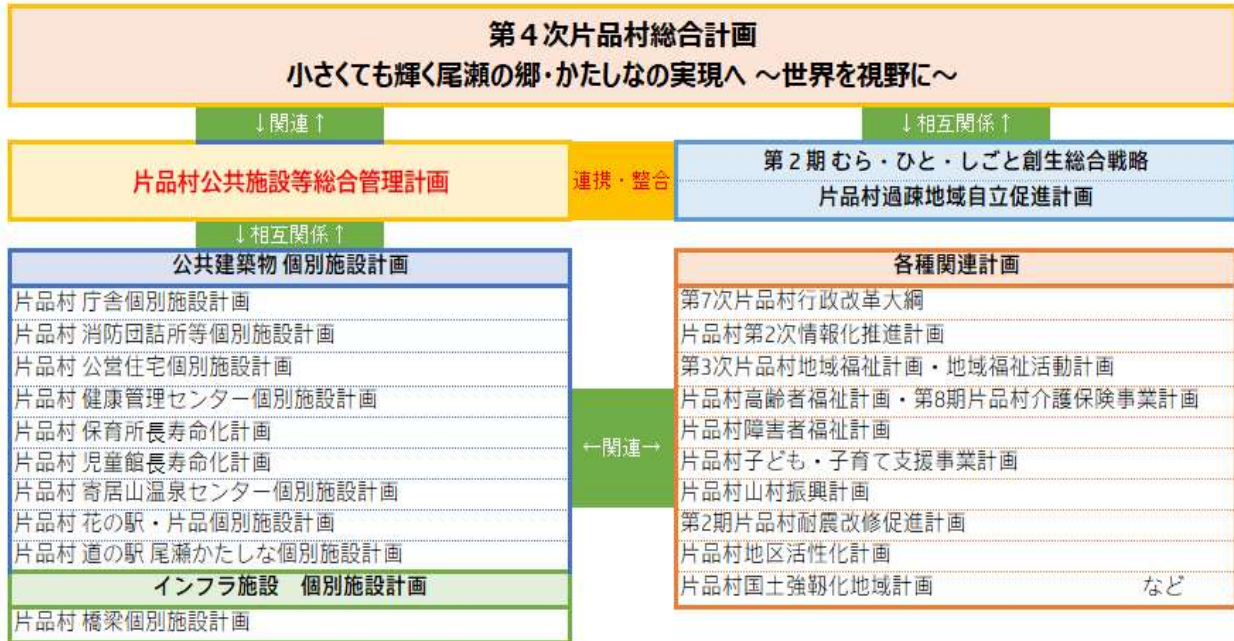 第4次片品村総合計画
小さくても輝く尾瀬の郷・かたしなの実現へ ～世界を視野に～
↓関連↑
↓相互関係↑
片品村公共施設等総合管理計画
連携・整合
第2期 むら・ひと・しごと創生総合戦略
片品村過疎地域自立促進計画
↓相互関係↑
公共建築物 個別施設計画
片品村 庁舎個別施設計画
片品村 消防団詰所等個別施設計画
片品村 公営住宅個別施設計画
片品村 健康管理センター個別施設計画
片品村 保育所長寿命化計画
片品村 児童館長寿命化計画
片品村 寄居山温泉センター個別施設計画
片品村 花の駅・片品個別施設計画
片品村 道の駅 尾瀬かたしな個別施設計画
インフラ施設　個別施設計画
片品村 橋梁個別施設計画
←関連→
各種関連計画
第7次片品村行政改革大綱
片品村第2次情報化推進計画
第3次片品村地域福祉計画・地域福祉活動計画
片品村高齢者福祉計画・第8期片品村介護保険事業計画
片品村障害者福祉計画
片品村子ども・子育て支援事業計画
片品村山村振興計画
第2期片品村耐震改修促進計画
片品村地区活性化計画
片品村国土強靱化地域計画　　など